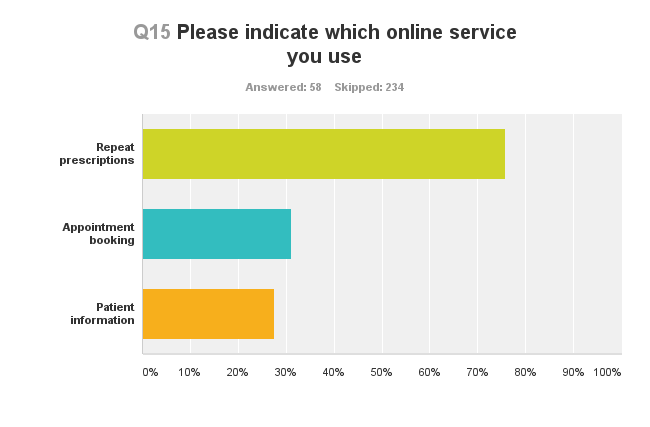 Q15 Please indicate which online service
you use
Answered: 58 Skipped: 234
Repeat
prescriptions
Appointment
booking
Patient
information
0% 10% 20% 30% 40% 50% 60% 70% 80% 90% 100%